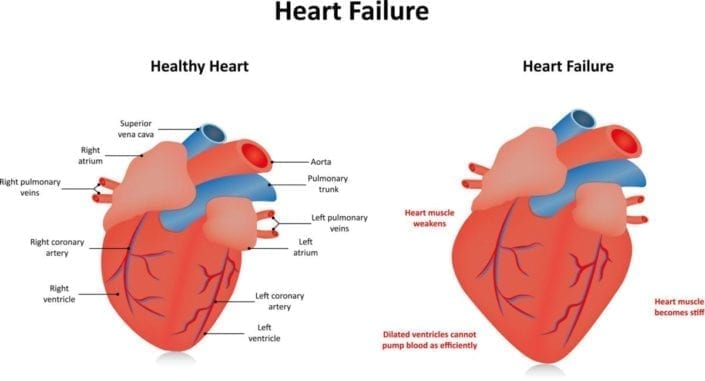 Heart Failure
Healthy Heart
Superior
vena cava
Right
atrium
Right pulmonary
veins
Right coronary
artery
Right
ventricle
Aorta
Pulmonary
trunk
Left pulmonary
veins
Left
atrium
Left coronary
artery
Left
ventricle
Heart Failure
Heart muscle
weakens
Heart muscle
becomes stiff
Dilated ventricles cannot
pump blood as efficiently